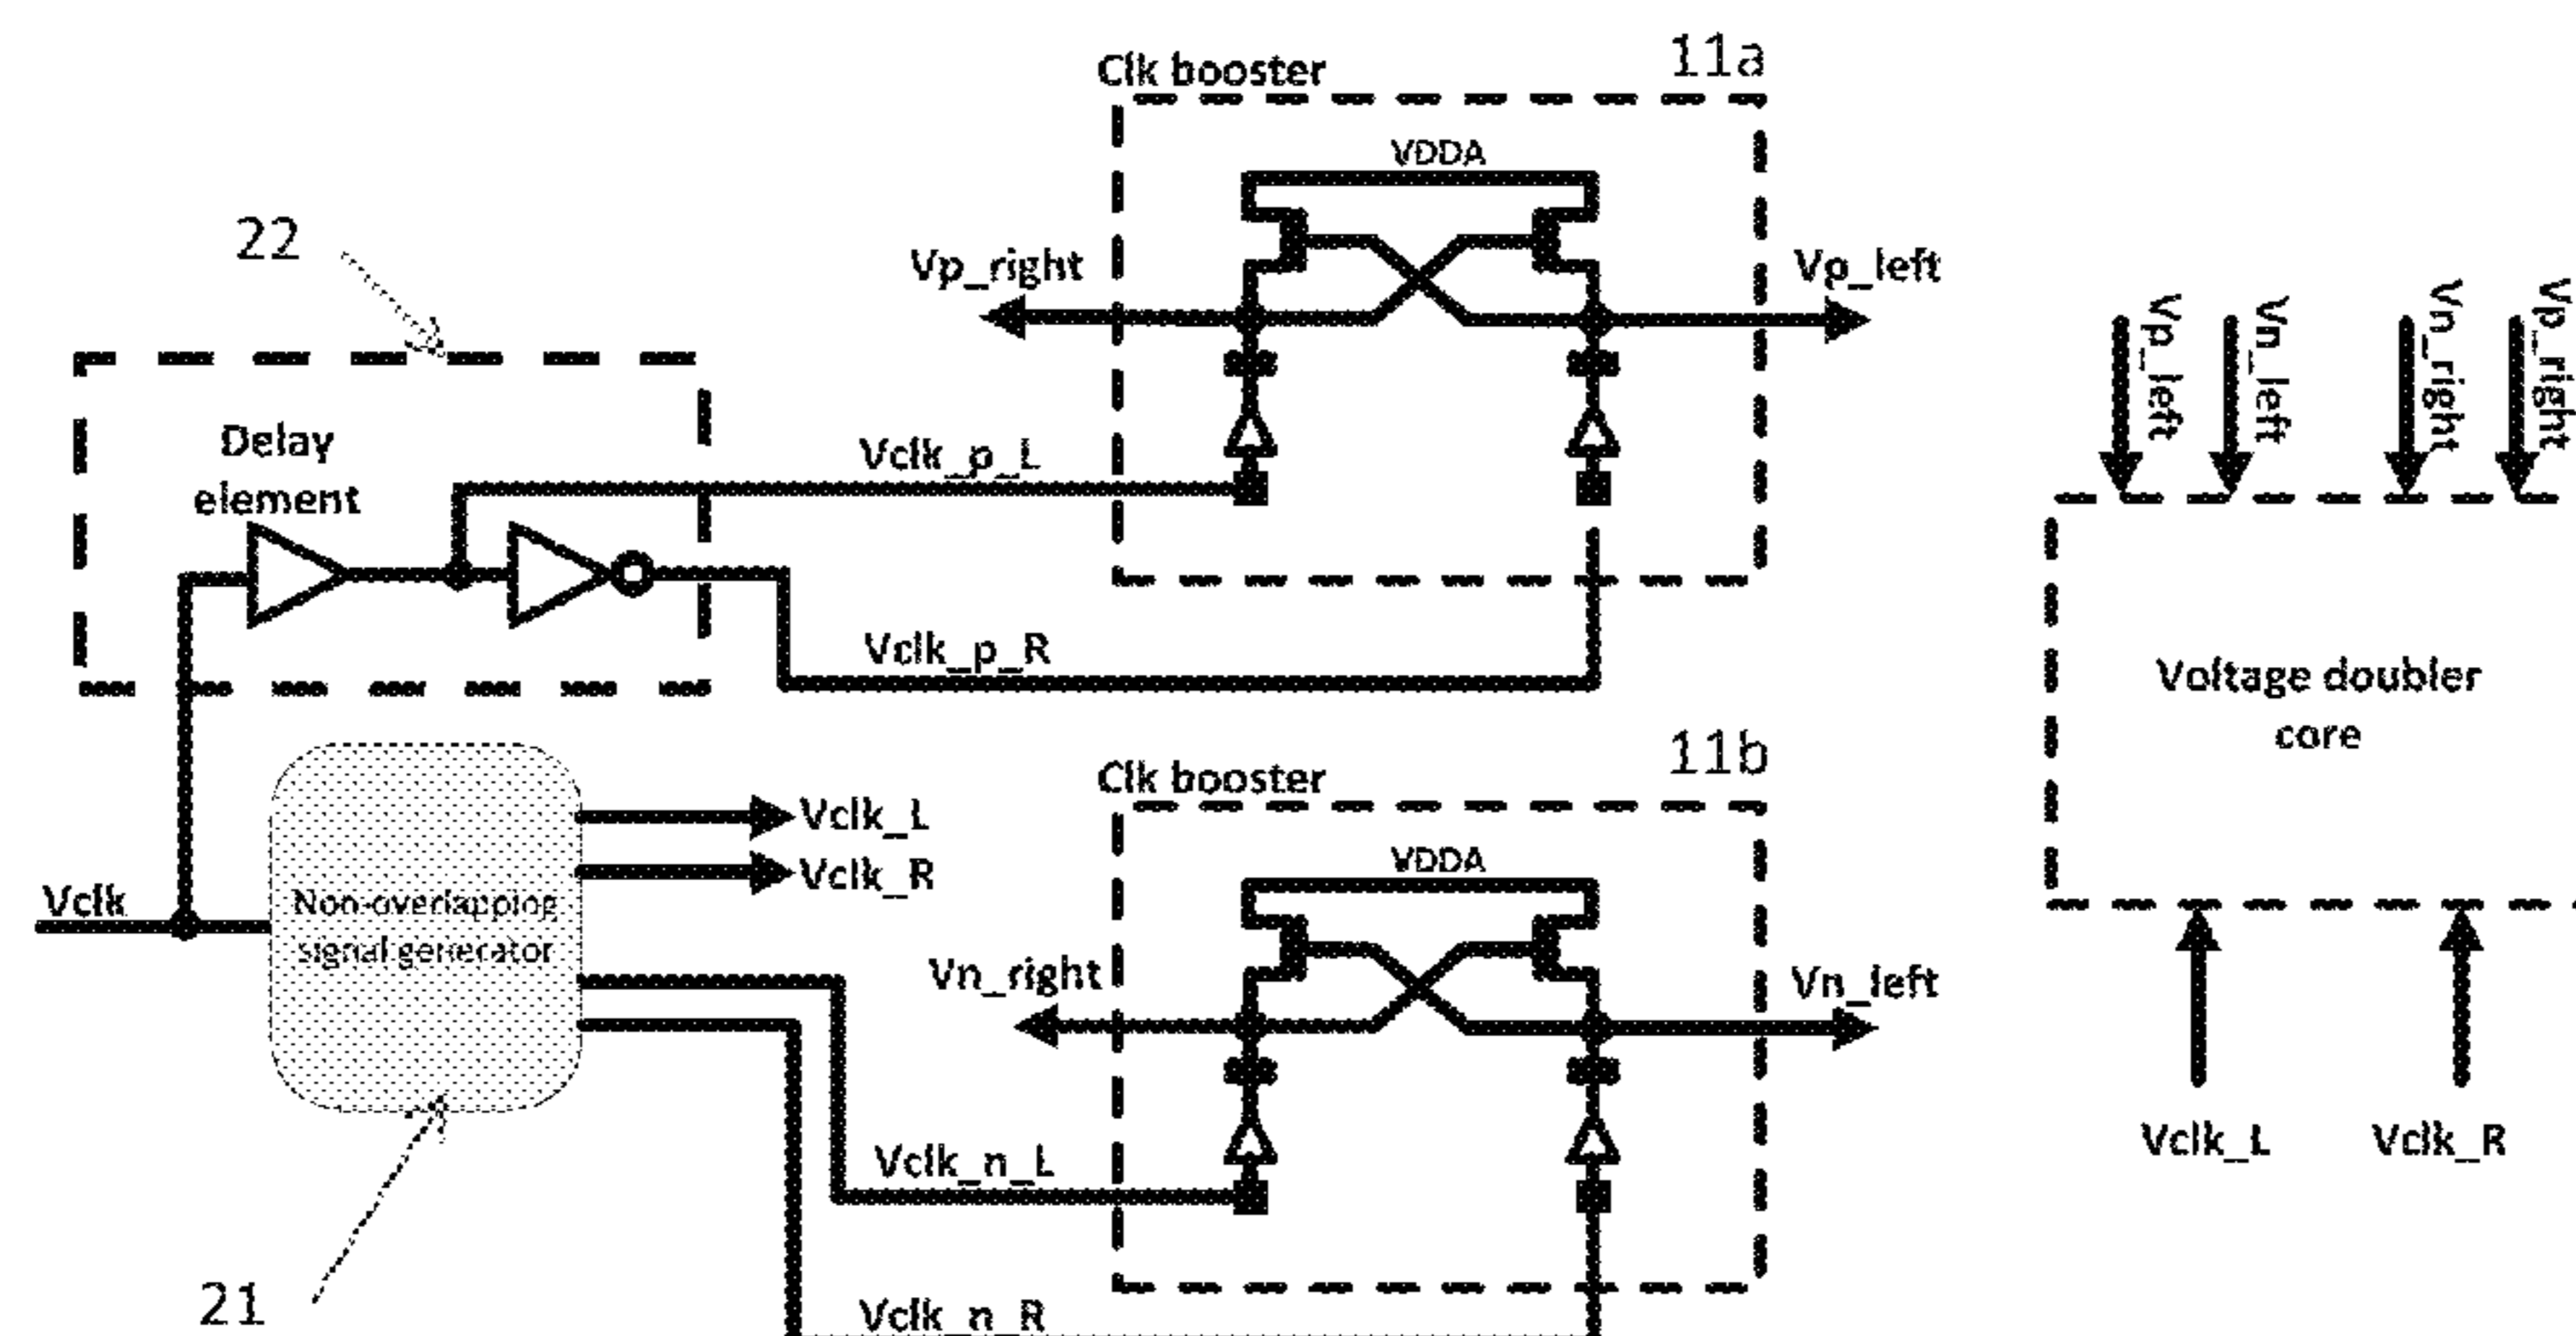 Clk booster
11a
VDDA
22
Vp_right
Vp_left
Vp_left
Vn_left
Vn_right
Vp_right
Delay
element
Vclk_p_L
Vclk_p_R
Voltage doubler
core
Clk booster
11b
VDDA
Vclk_L
Vclk_R
Vclk
Non-overlapping
signal generator
Vn_right
Vn_left
Vclk_L
Vclk_R
Vclk_n_L
21
Vclk_n_R